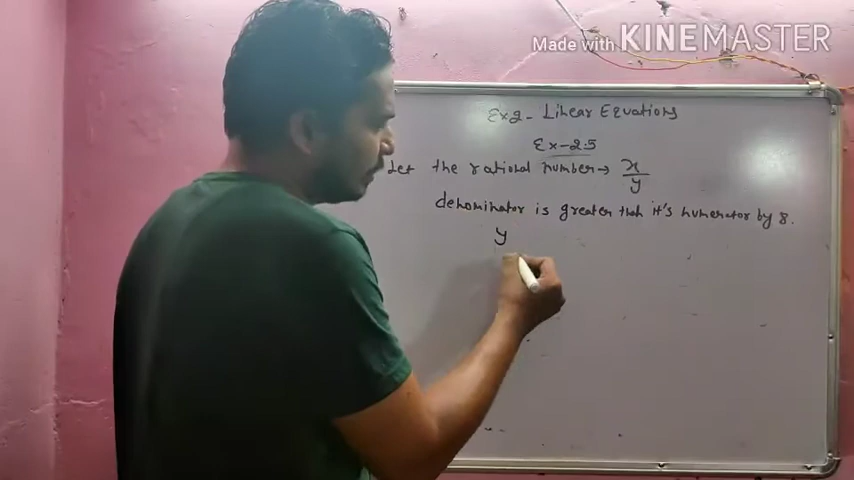 Made with KINEMASTER
Ex2 - Linear Equations
Ex-2.5
Let the rational number → x/y
denominator is greater than it's numerator by 8.
y